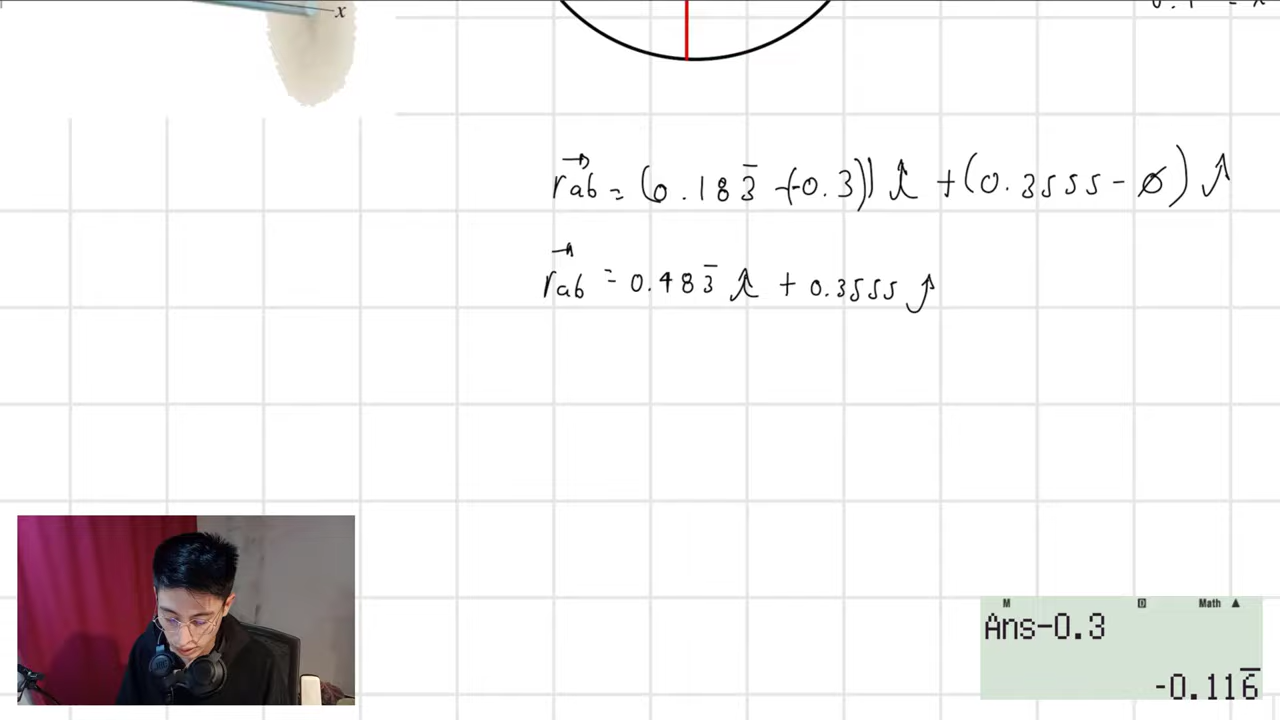 x
r⃗ab = (0.183̅ -(-0.3)) î + (0.3555 - 0) ĵ
r⃗ab = 0.483̅ î + 0.3555 ĵ
M D Math ▲
Ans-0.3
-0.116̅